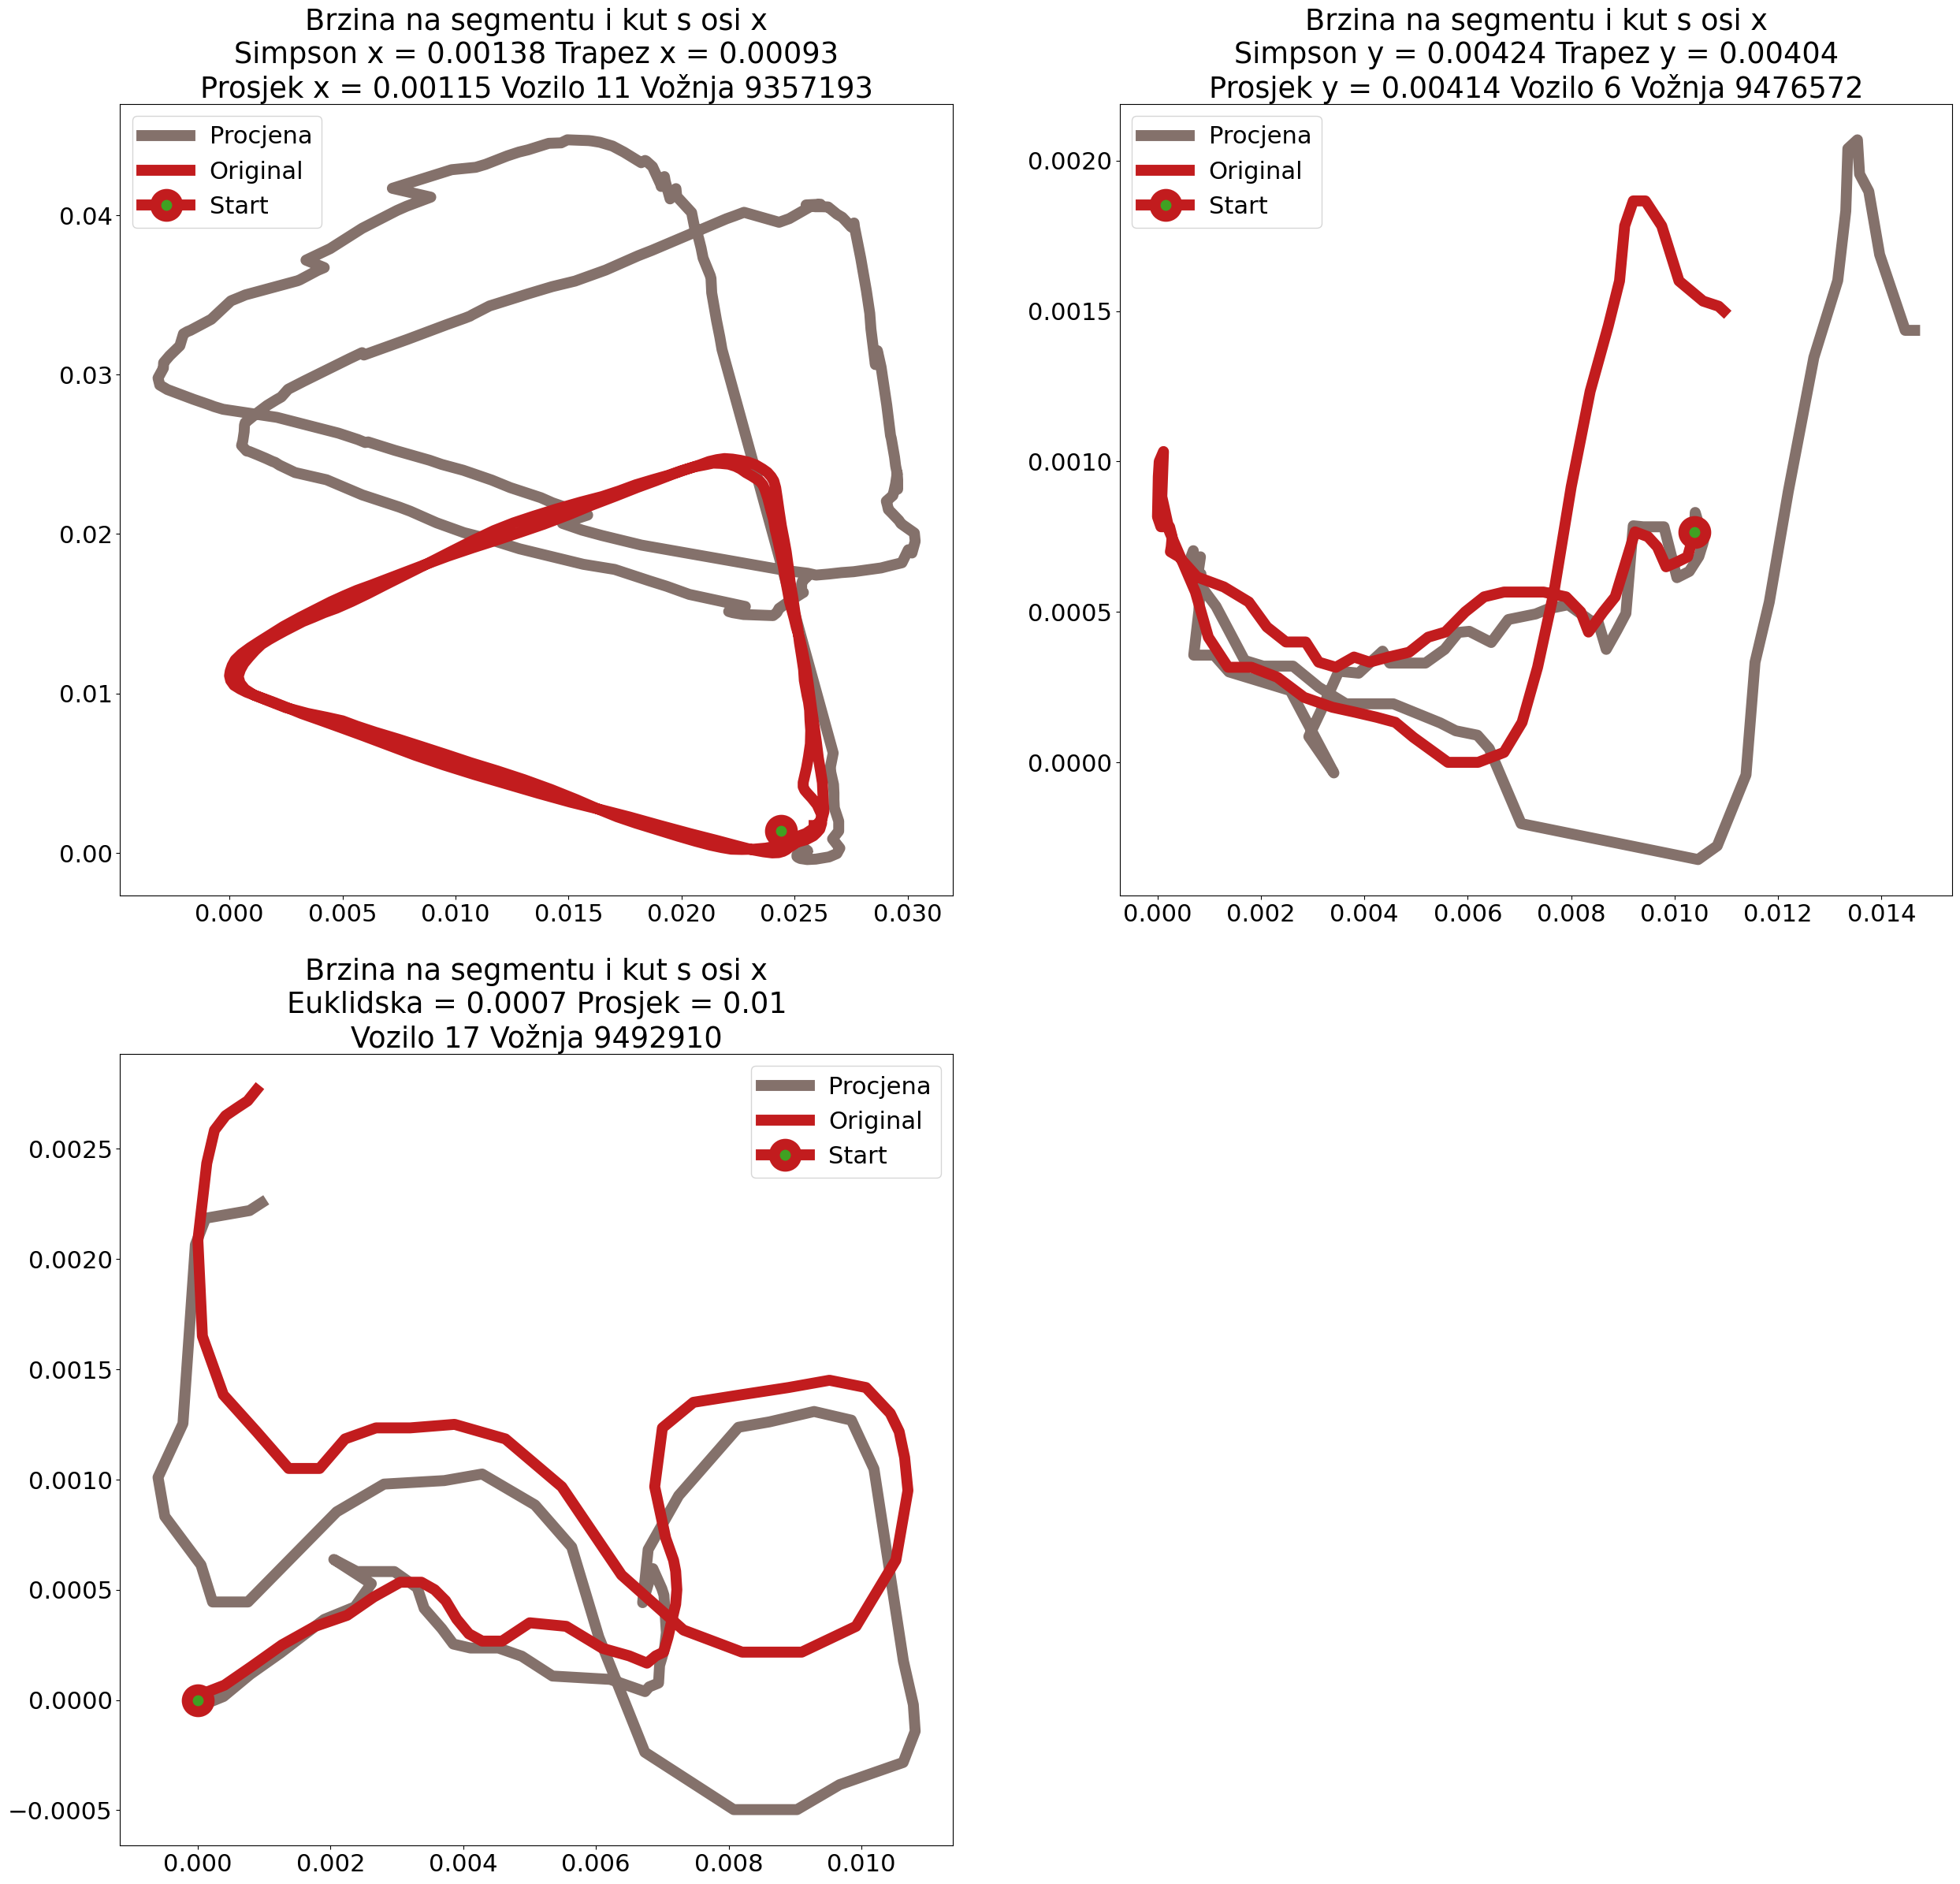 Brzina na segmentu i kut s osi x
Simpson x = 0.00138 Trapez x = 0.00093
Prosjek x = 0.00115 Vozilo 11 Vožnja 9357193
Procjena
Original
Start
0.04
0.03
0.02
0.01
0.00
0.000 0.005 0.010 0.015 0.020 0.025 0.030
Brzina na segmentu i kut s osi x
Simpson y = 0.00424 Trapez y = 0.00404
Prosjek y = 0.00414 Vozilo 6 Vožnja 9476572
Procjena
Original
Start
0.0020
0.0015
0.0010
0.0005
0.0000
0.000 0.002 0.004 0.006 0.008 0.010 0.012 0.014
Brzina na segmentu i kut s osi x
Euklidska = 0.0007 Prosjek = 0.01
Vozilo 17 Vožnja 9492910
Procjena
Original
Start
0.0025
0.0020
0.0015
0.0010
0.0005
0.0000
−0.0005
0.000 0.002 0.004 0.006 0.008 0.010